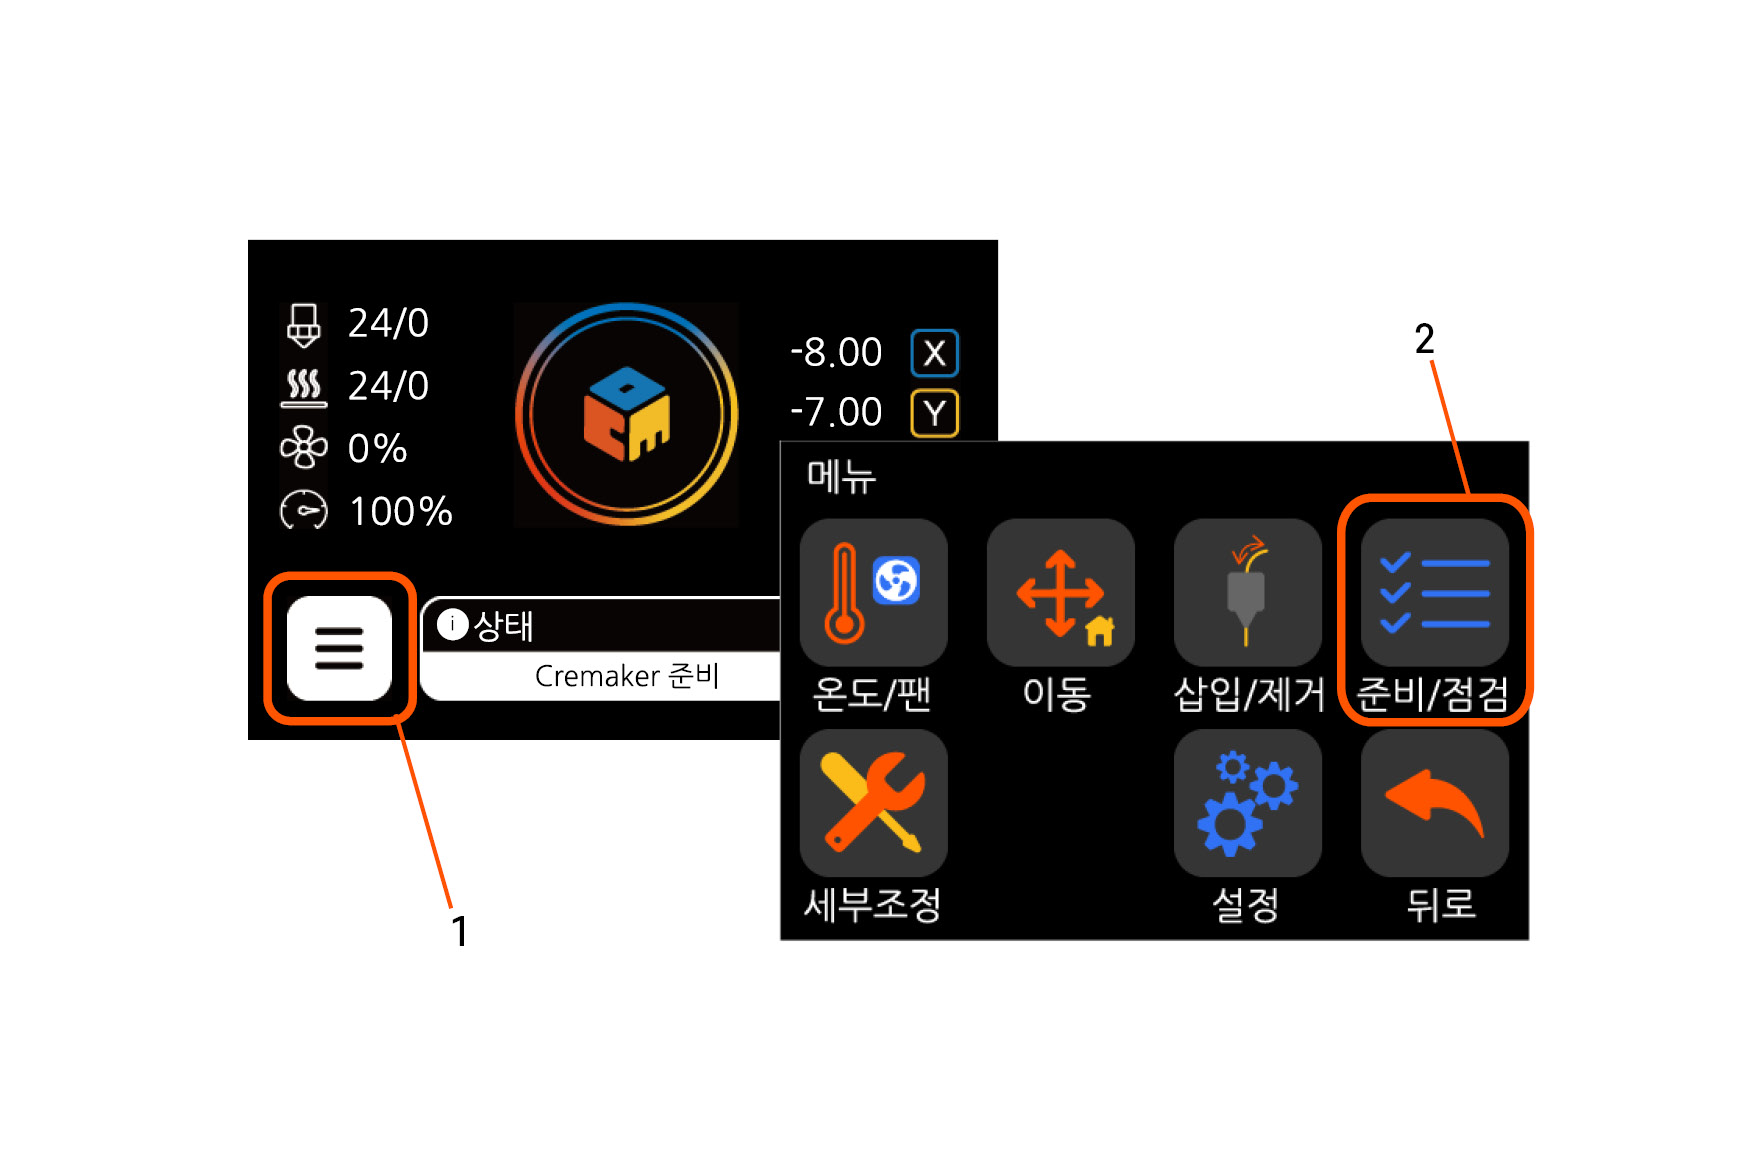 24/0
24/0
0%
100%
-8.00 X
-7.00 Y
i 상태
Cremaker 준비
1
2
메뉴
온도/팬 이동 삽입/제거 준비/점검
세부조정 설정 뒤로